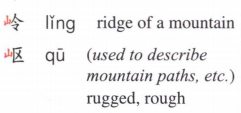 岭 lǐng ridge of a mountain
岖 qū (used to describe
mountain paths, etc.)
rugged, rough